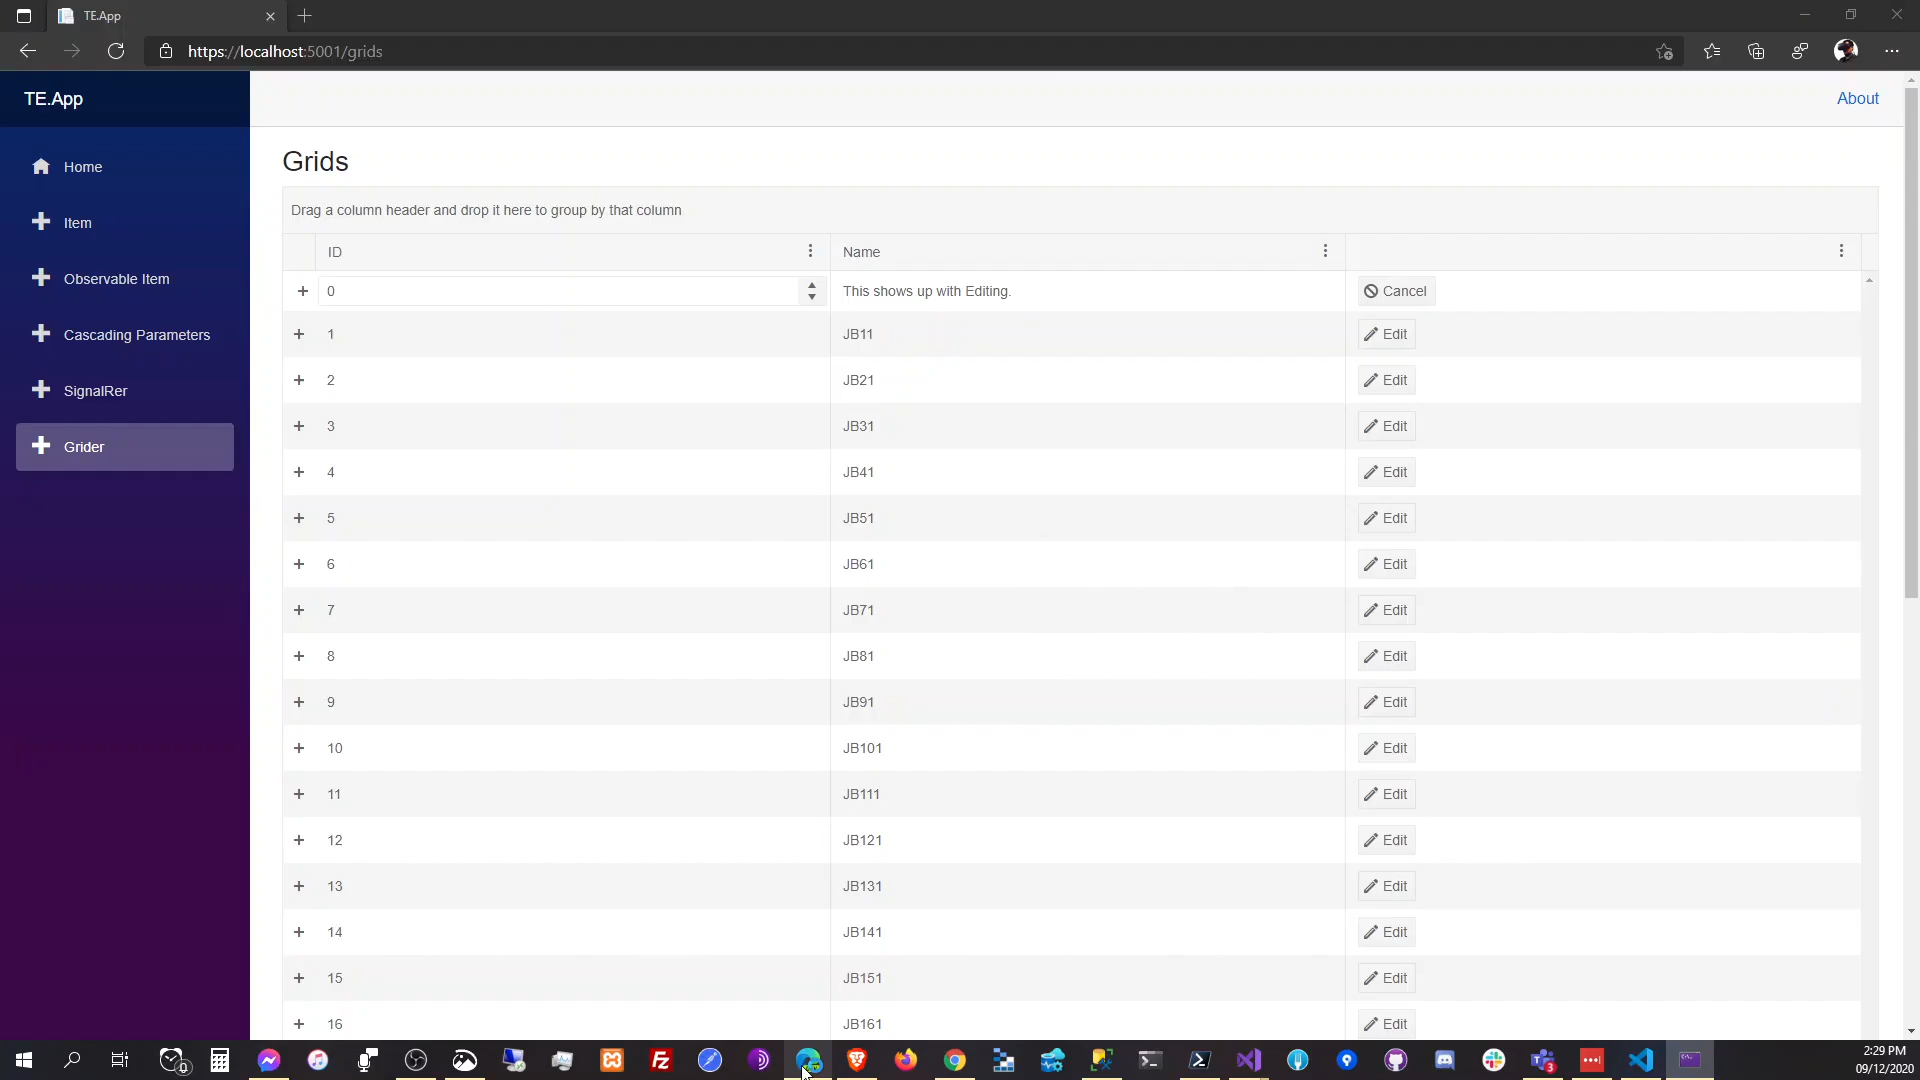 TE.App
https://localhost:5001/grids
TE.App
About
Home
Item
Observable Item
Cascading Parameters
SignalRer
Grider
Grids
Drag a column header and drop it here to group by that column
ID Name
0 This shows up with Editing. Cancel
1 JB11 Edit
2 JB21 Edit
3 JB31 Edit
4 JB41 Edit
5 JB51 Edit
6 JB61 Edit
7 JB71 Edit
8 JB81 Edit
9 JB91 Edit
10 JB101 Edit
11 JB111 Edit
12 JB121 Edit
13 JB131 Edit
14 JB141 Edit
15 JB151 Edit
16 JB161 Edit
2:29 PM
09/12/2020